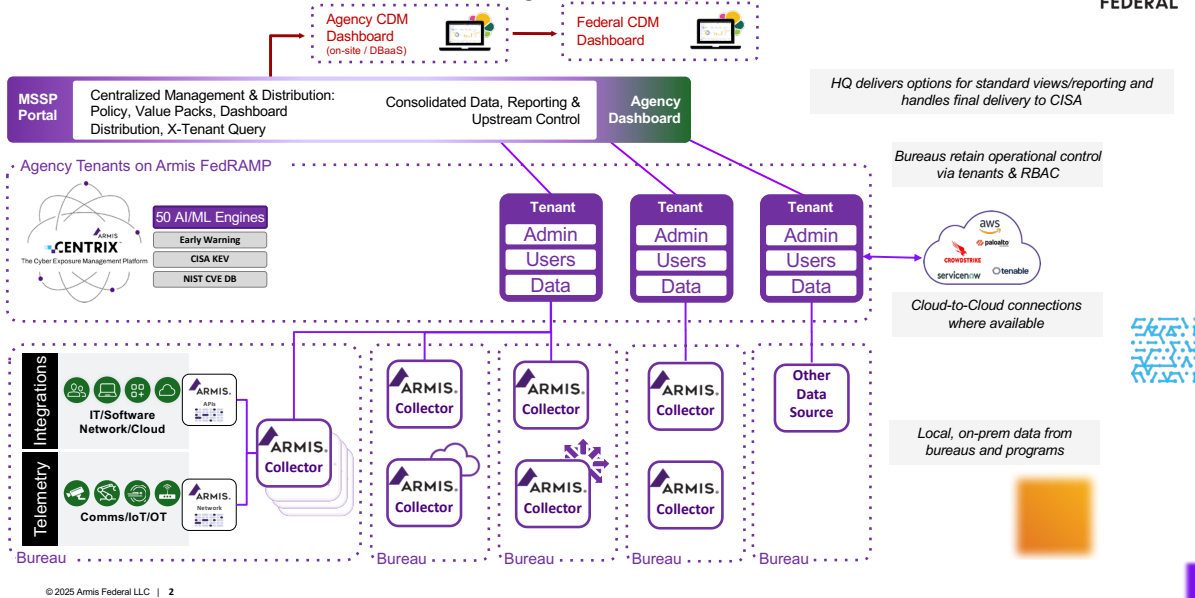 FEDERAL
Agency CDM
Dashboard
(on-site / DBaaS)
Federal CDM
Dashboard
MSSP
Portal
Centralized Management & Distribution:
Policy, Value Packs, Dashboard
Distribution, X-Tenant Query
Consolidated Data, Reporting &
Upstream Control
Agency
Dashboard
HQ delivers options for standard views/reporting and
handles final delivery to CISA
Agency Tenants on Armis FedRAMP
Bureaus retain operational control
via tenants & RBAC
ARMIS
CENTRIX™
The Cyber Exposure Management Platform
50 AI/ML Engines
Early Warning
CISA KEV
NIST CVE DB
Tenant
Admin
Users
Data
Tenant
Admin
Users
Data
Tenant
Admin
Users
Data
aws
paloalto
CROWDSTRIKE
servicenow
tenable
Cloud-to-Cloud connections
where available
Integrations
IT/Software
Network/Cloud
ARMIS.
APIs
Telemetry
Comms/IoT/OT
ARMIS.
Network
ARMIS.
Collector
Bureau
ARMIS.
Collector
ARMIS.
Collector
Bureau
ARMIS.
Collector
ARMIS.
Collector
Bureau
ARMIS.
Collector
ARMIS.
Collector
Bureau
Other
Data
Source
Bureau
Local, on-prem data from
bureaus and programs
© 2025 Armis Federal LLC | 2